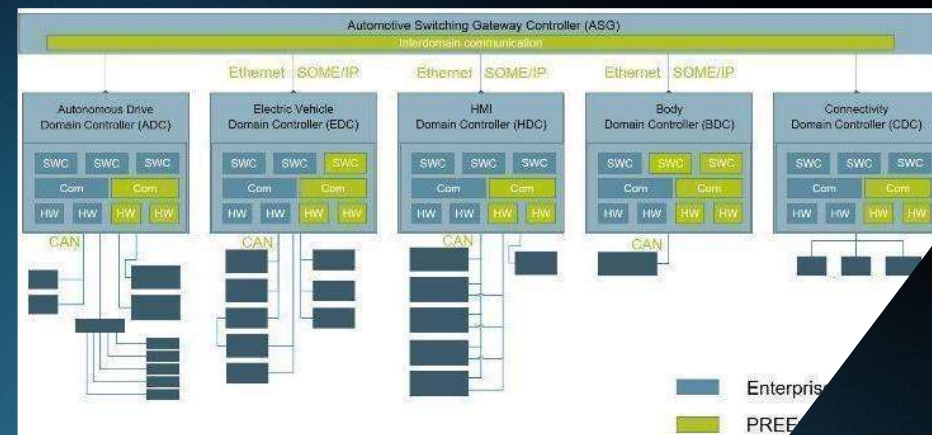 Automotive Switching Gateway Controller (ASG)
Interdomain communication
Ethernet SOME/IP
Ethernet SOME/IP
Ethernet SOME/IP
Autonomous Drive
Domain Controller (ADC)
SWC SWC SWC
Com Com
HW HW HW HW
CAN
Electric Vehicle
Domain Controller (EDC)
SWC SWC SWC
Com Com
HW HW HW HW
CAN
HMI
Domain Controller (HDC)
SWC SWC SWC
Com Com
HW HW HW HW
CAN
Body
Domain Controller (BDC)
SWC SWC SWC
Com Com
HW HW HW HW
CAN
Connectivity
Domain Controller (CDC)
SWC SWC SWC
Com Com
HW HW HW HW